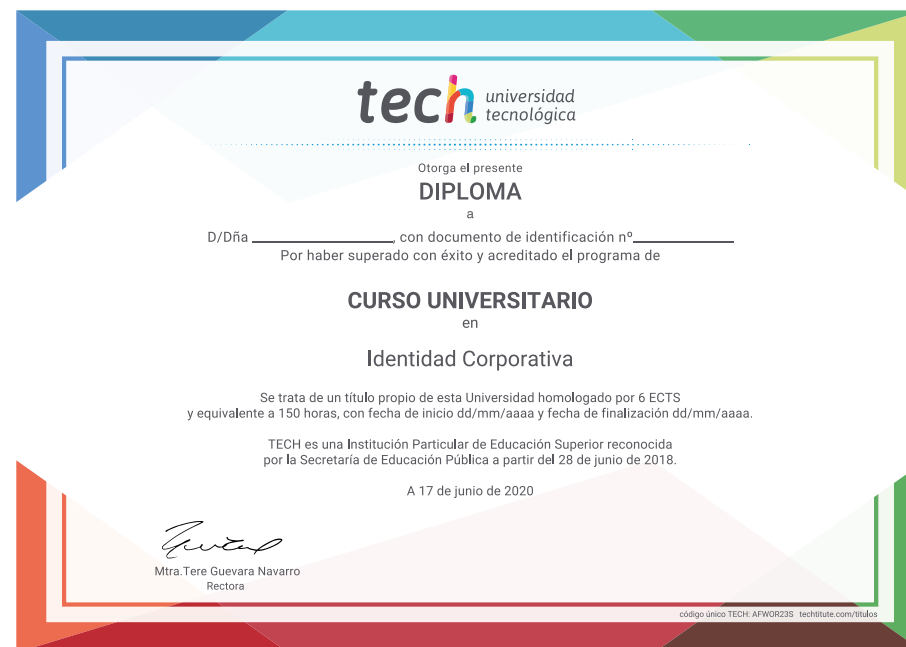 tech universidad
tecnológica
Otorga el presente
DIPLOMA
a
D/Dña ____________________, con documento de identificación nº______________
Por haber superado con éxito y acreditado el programa de
CURSO UNIVERSITARIO
en
Identidad Corporativa
Se trata de un título propio de esta Universidad homologado por 6 ECTS
y equivalente a 150 horas, con fecha de inicio dd/mm/aaaa y fecha de finalización dd/mm/aaaa.
TECH es una Institución Particular de Educación Superior reconocida
por la Secretaría de Educación Pública a partir del 28 de junio de 2018.
A 17 de junio de 2020
Mtra.Tere Guevara Navarro
Rectora
código único TECH: AFWOR23S techtitute.com/titulos